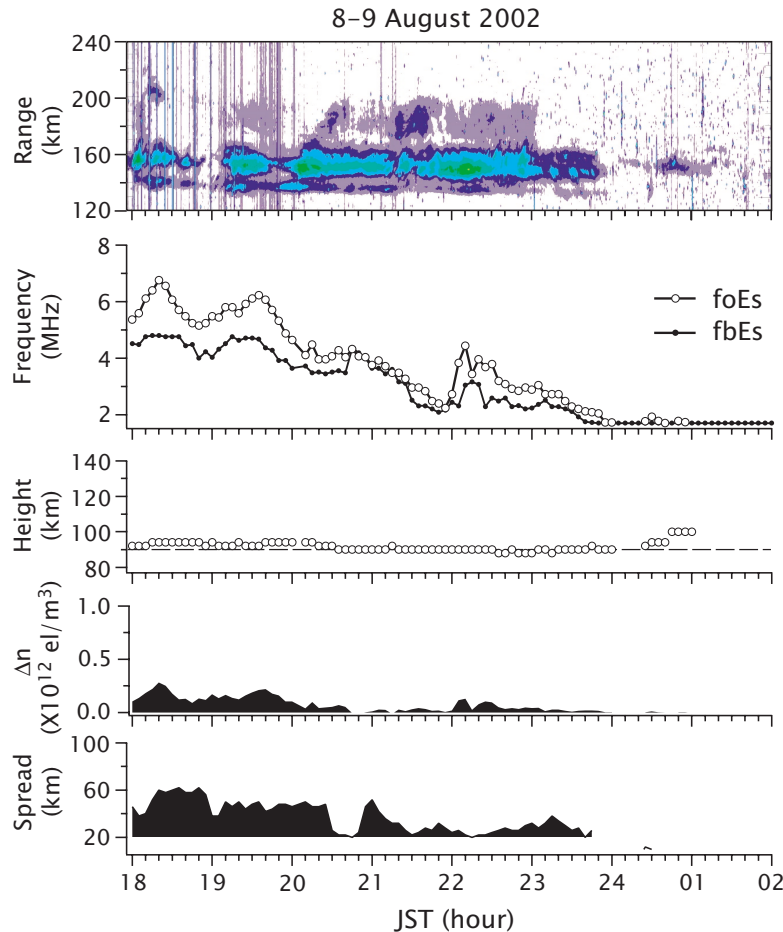 8–9 August 2002
240
200
160
120
Range
(km)
8
6
4
2
Frequency
(MHz)
foEs
fbEs
140
120
100
80
Height
(km)
1.0
0.5
0.0
Δn
(X10¹² el/m³)
100
60
20
Spread
(km)
18 19 20 21 22 23 24 01 02
JST (hour)